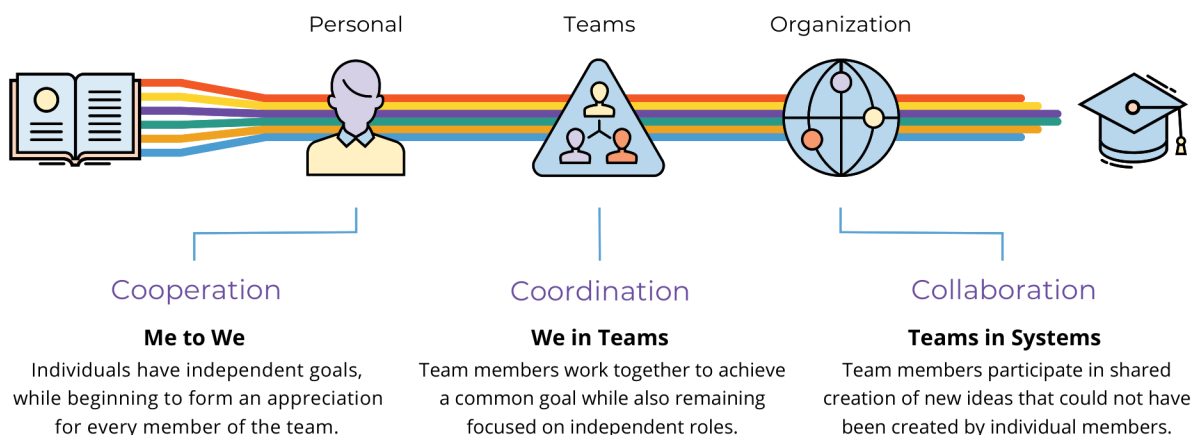 Personal
Teams
Organization
Cooperation
Me to We
Individuals have independent goals,
while beginning to form an appreciation
for every member of the team.
Coordination
We in Teams
Team members work together to achieve
a common goal while also remaining
focused on independent roles.
Collaboration
Teams in Systems
Team members participate in shared
creation of new ideas that could not have
been created by individual members.